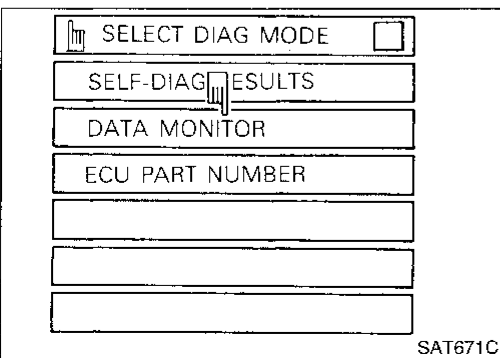 SELECT DIAG MODE
SELF-DIAG RESULTS
DATA MONITOR
ECU PART NUMBER
SAT671C